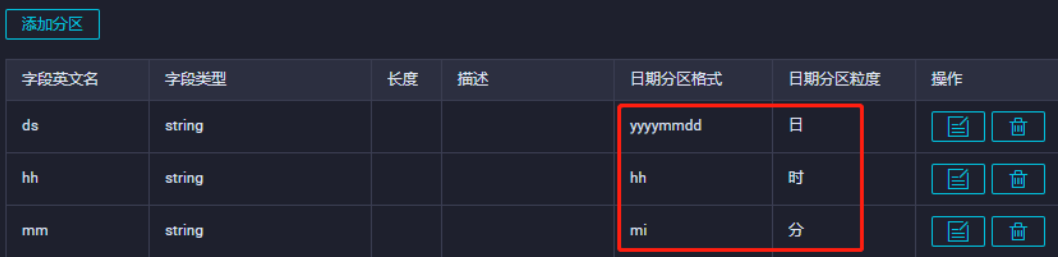 添加分区
字段英文名 字段类型 长度 描述 日期分区格式 日期分区粒度 操作
ds string yyyymmdd 日
hh string hh 时
mm string mi 分